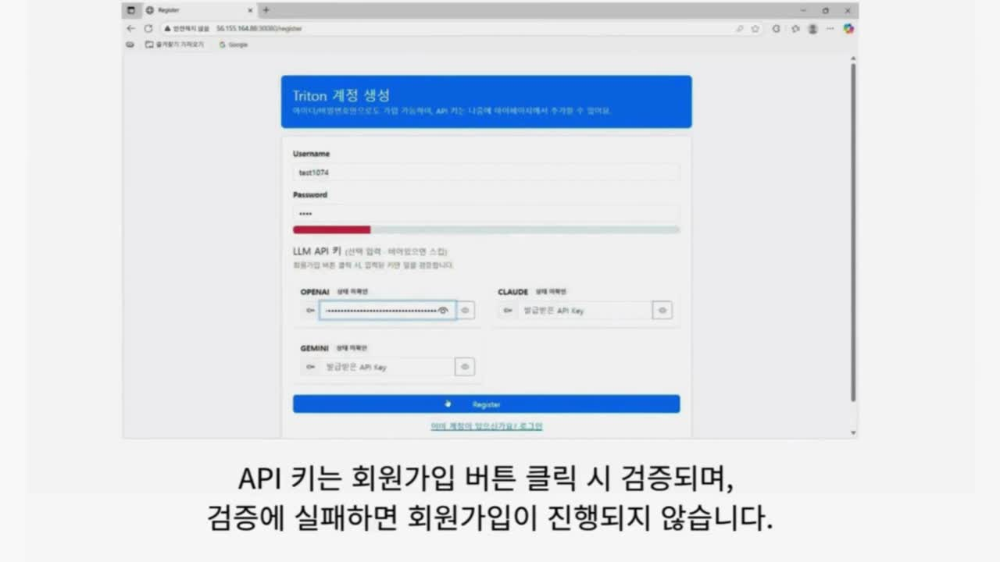 Register
안전하지 않음 56.155.164.88:30080/register
즐겨찾기 가져오기 Google
Triton 계정 생성
아이디/비밀번호만으로도 가입 가능하며, API 키는 나중에 마이페이지에서 추가할 수 있어요.
Username
test1074
Password
LLM API 키 (선택 입력 · 비어있으면 스킵)
회원가입 버튼 클릭 시, 입력된 키만 일괄 검증합니다.
OPENAI 상태 미확인 CLAUDE 상태 미확인
발급받은 API Key
GEMINI 상태 미확인
발급받은 API Key
Register
이미 계정이 있으신가요? 로그인
API 키는 회원가입 버튼 클릭 시 검증되며,
검증에 실패하면 회원가입이 진행되지 않습니다.